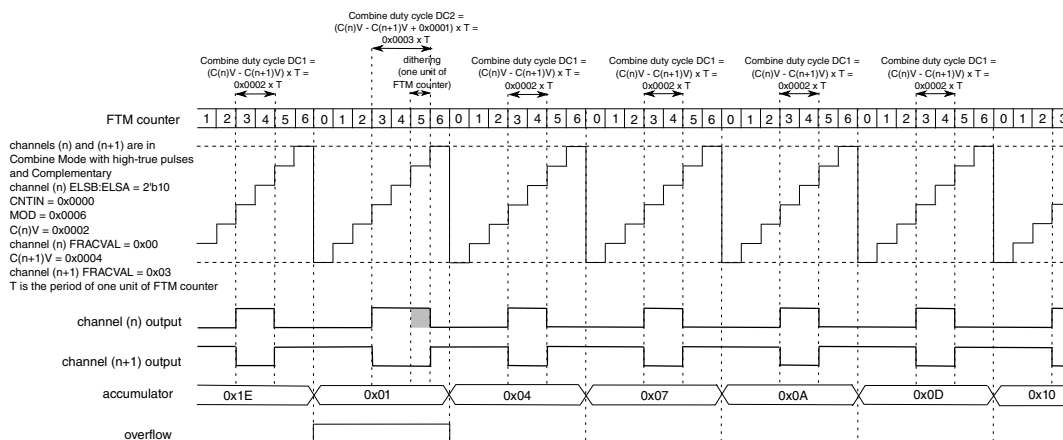 Combine duty cycle DC2 =
(C(n)V - C(n+1)V + 0x0001) x T =
0x0003 x T
Combine duty cycle DC1 =
(C(n)V - C(n+1)V) x T =
0x0002 x T
dithering
(one unit of
FTM counter)
Combine duty cycle DC1 =
(C(n)V - C(n+1)V) x T =
0x0002 x T
Combine duty cycle DC1 =
(C(n)V - C(n+1)V) x T =
0x0002 x T
Combine duty cycle DC1 =
(C(n)V - C(n+1)V) x T =
0x0002 x T
Combine duty cycle DC1 =
(C(n)V - C(n+1)V) x T =
0x0002 x T
FTM counter 1 2 3 4 5 6 0 1 2 3 4 5 6 0 1 2 3 4 5 6 0 1 2 3 4 5 6 0 1 2 3 4 5 6 0 1 2 3 4 5 6 0 1 2 3
channels (n) and (n+1) are in
Combine Mode with high-true pulses
and Complementary
channel (n) ELSB:ELSA = 2'b10
CNTIN = 0x0000
MOD = 0x0006
C(n)V = 0x0002
channel (n) FRACVAL = 0x00
C(n+1)V = 0x0004
channel (n+1) FRACVAL = 0x03
T is the period of one unit of FTM counter
channel (n) output
channel (n+1) output
accumulator 0x1E 0x01 0x04 0x07 0x0A 0x0D 0x10
overflow